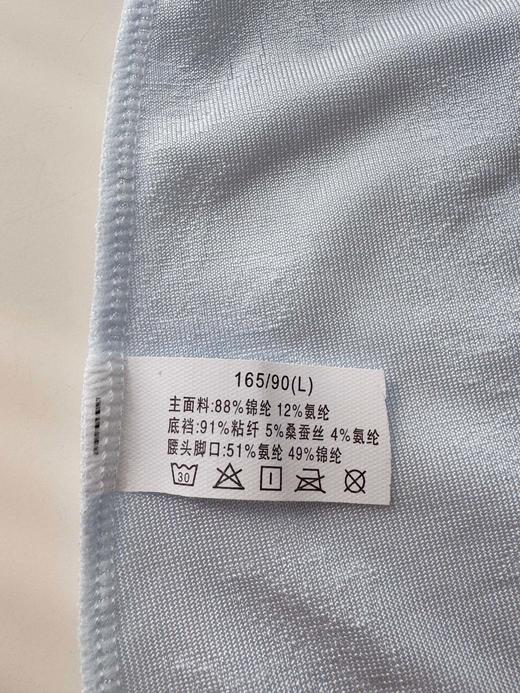 165/90(L)
主面料:88%锦纶 12%氨纶
底裆:91%粘纤 5%桑蚕丝 4%氨纶
腰头脚口:51%氨纶 49%锦纶
30